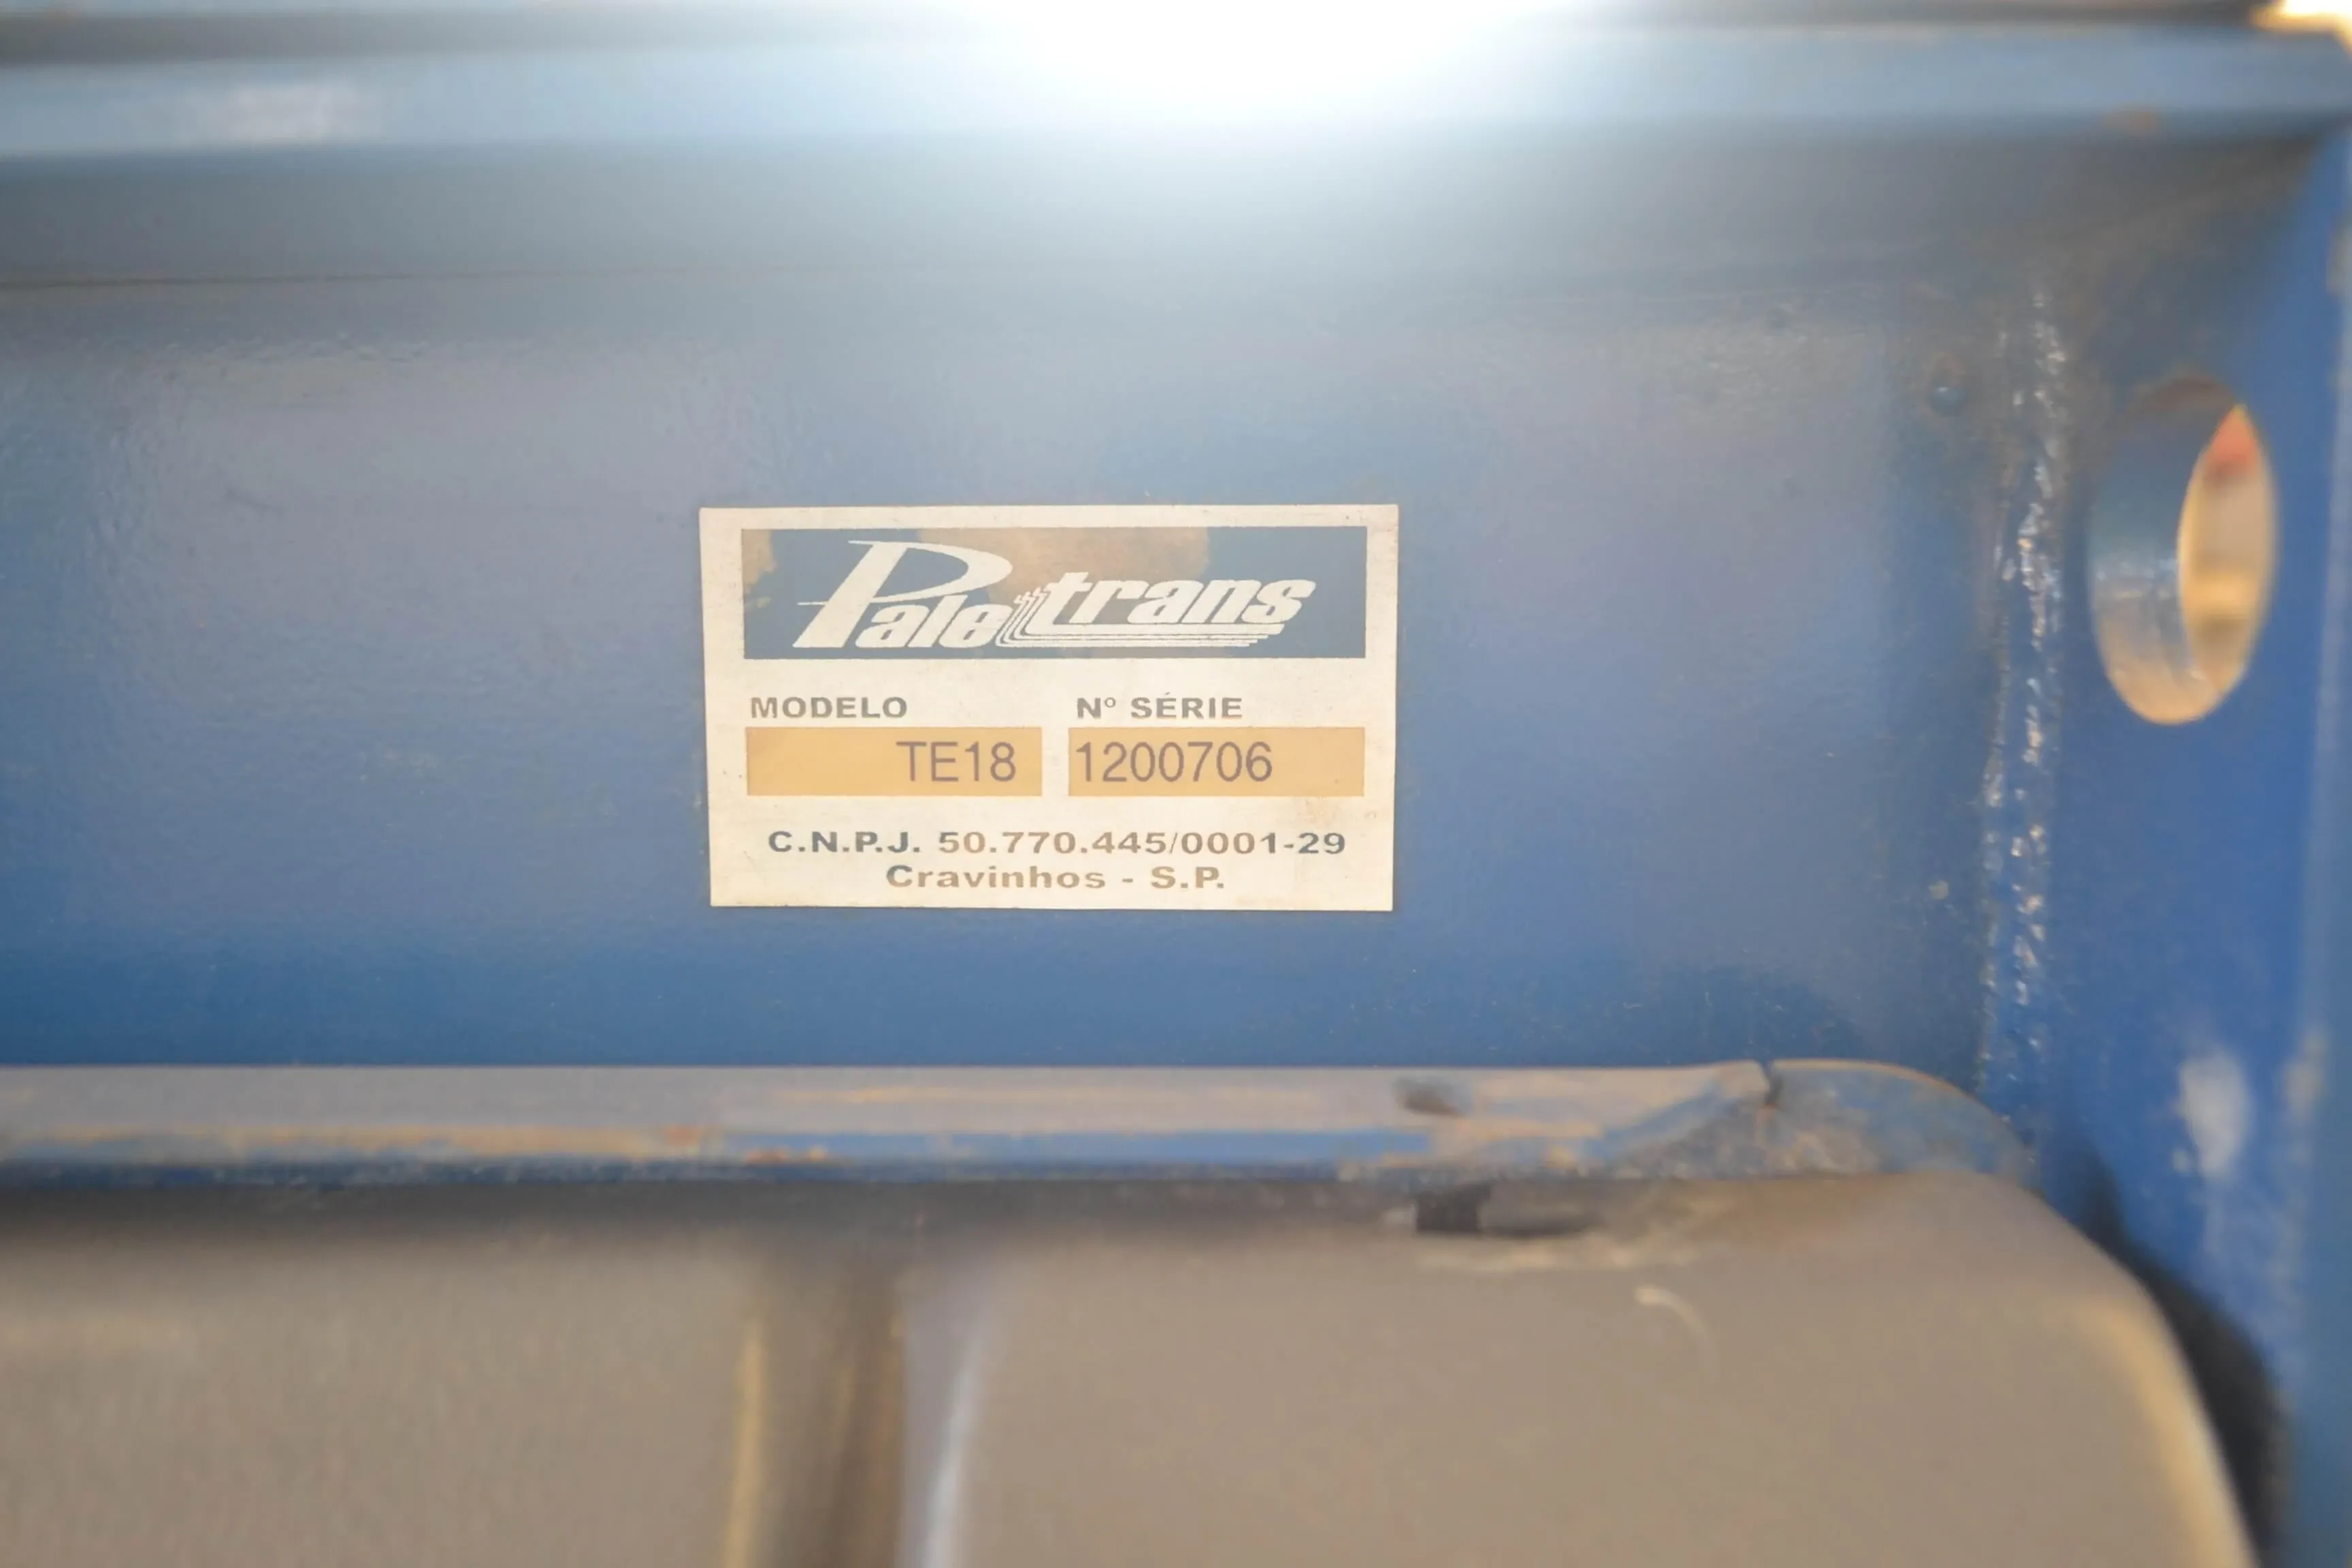 Paletrans
MODELO Nº SÉRIE
TE18 1200706
C.N.P.J. 50.770.445/0001-29
Cravinhos - S.P.